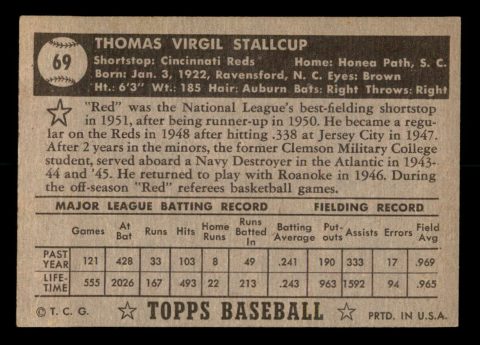 69
THOMAS VIRGIL STALLCUP
Shortstop: Cincinnati Reds Home: Honea Path, S. C.
Born: Jan. 3, 1922, Ravensford, N. C. Eyes: Brown
Ht.: 6'3" Wt.: 185 Hair: Auburn Bats: Right Throws: Right
"Red" was the National League's best-fielding shortstop
in 1951, after being runner-up in 1950. He became a regu-
lar on the Reds in 1948 after hitting .338 at Jersey City in 1947.
After 2 years in the minors, the former Clemson Military College
student, served aboard a Navy Destroyer in the Atlantic in 1943-
44 and '45. He returned to play with Roanoke in 1946. During
the off-season "Red" referees basketball games.
MAJOR LEAGUE BATTING RECORD FIELDING RECORD
Games At Bat Runs Hits Home Runs Runs Batted In Batting Average Put-outs Assists Errors Field Avg.
PAST YEAR 121 428 33 103 8 49 .241 190 333 17 .969
LIFE-TIME 555 2026 167 493 22 213 .243 963 1592 94 .965
© T. C. G. TOPPS BASEBALL PRTD. IN U.S.A.